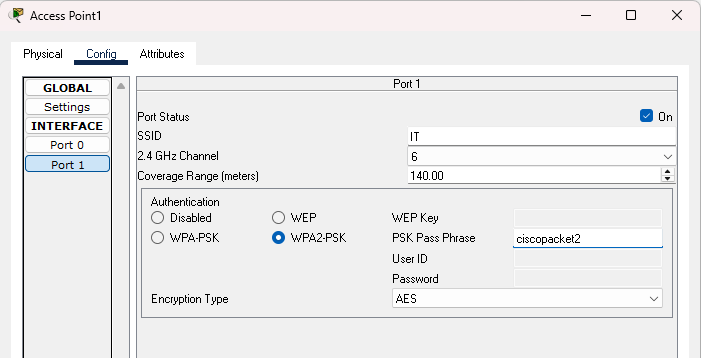 Access Point1
Physical Config Attributes
GLOBAL
Settings
INTERFACE
Port 0
Port 1
Port 1
Port Status On
SSID IT
2.4 GHz Channel 6
Coverage Range (meters) 140.00
Authentication
Disabled WEP WEP Key
WPA-PSK WPA2-PSK PSK Pass Phrase ciscopacket2
User ID
Password
Encryption Type AES